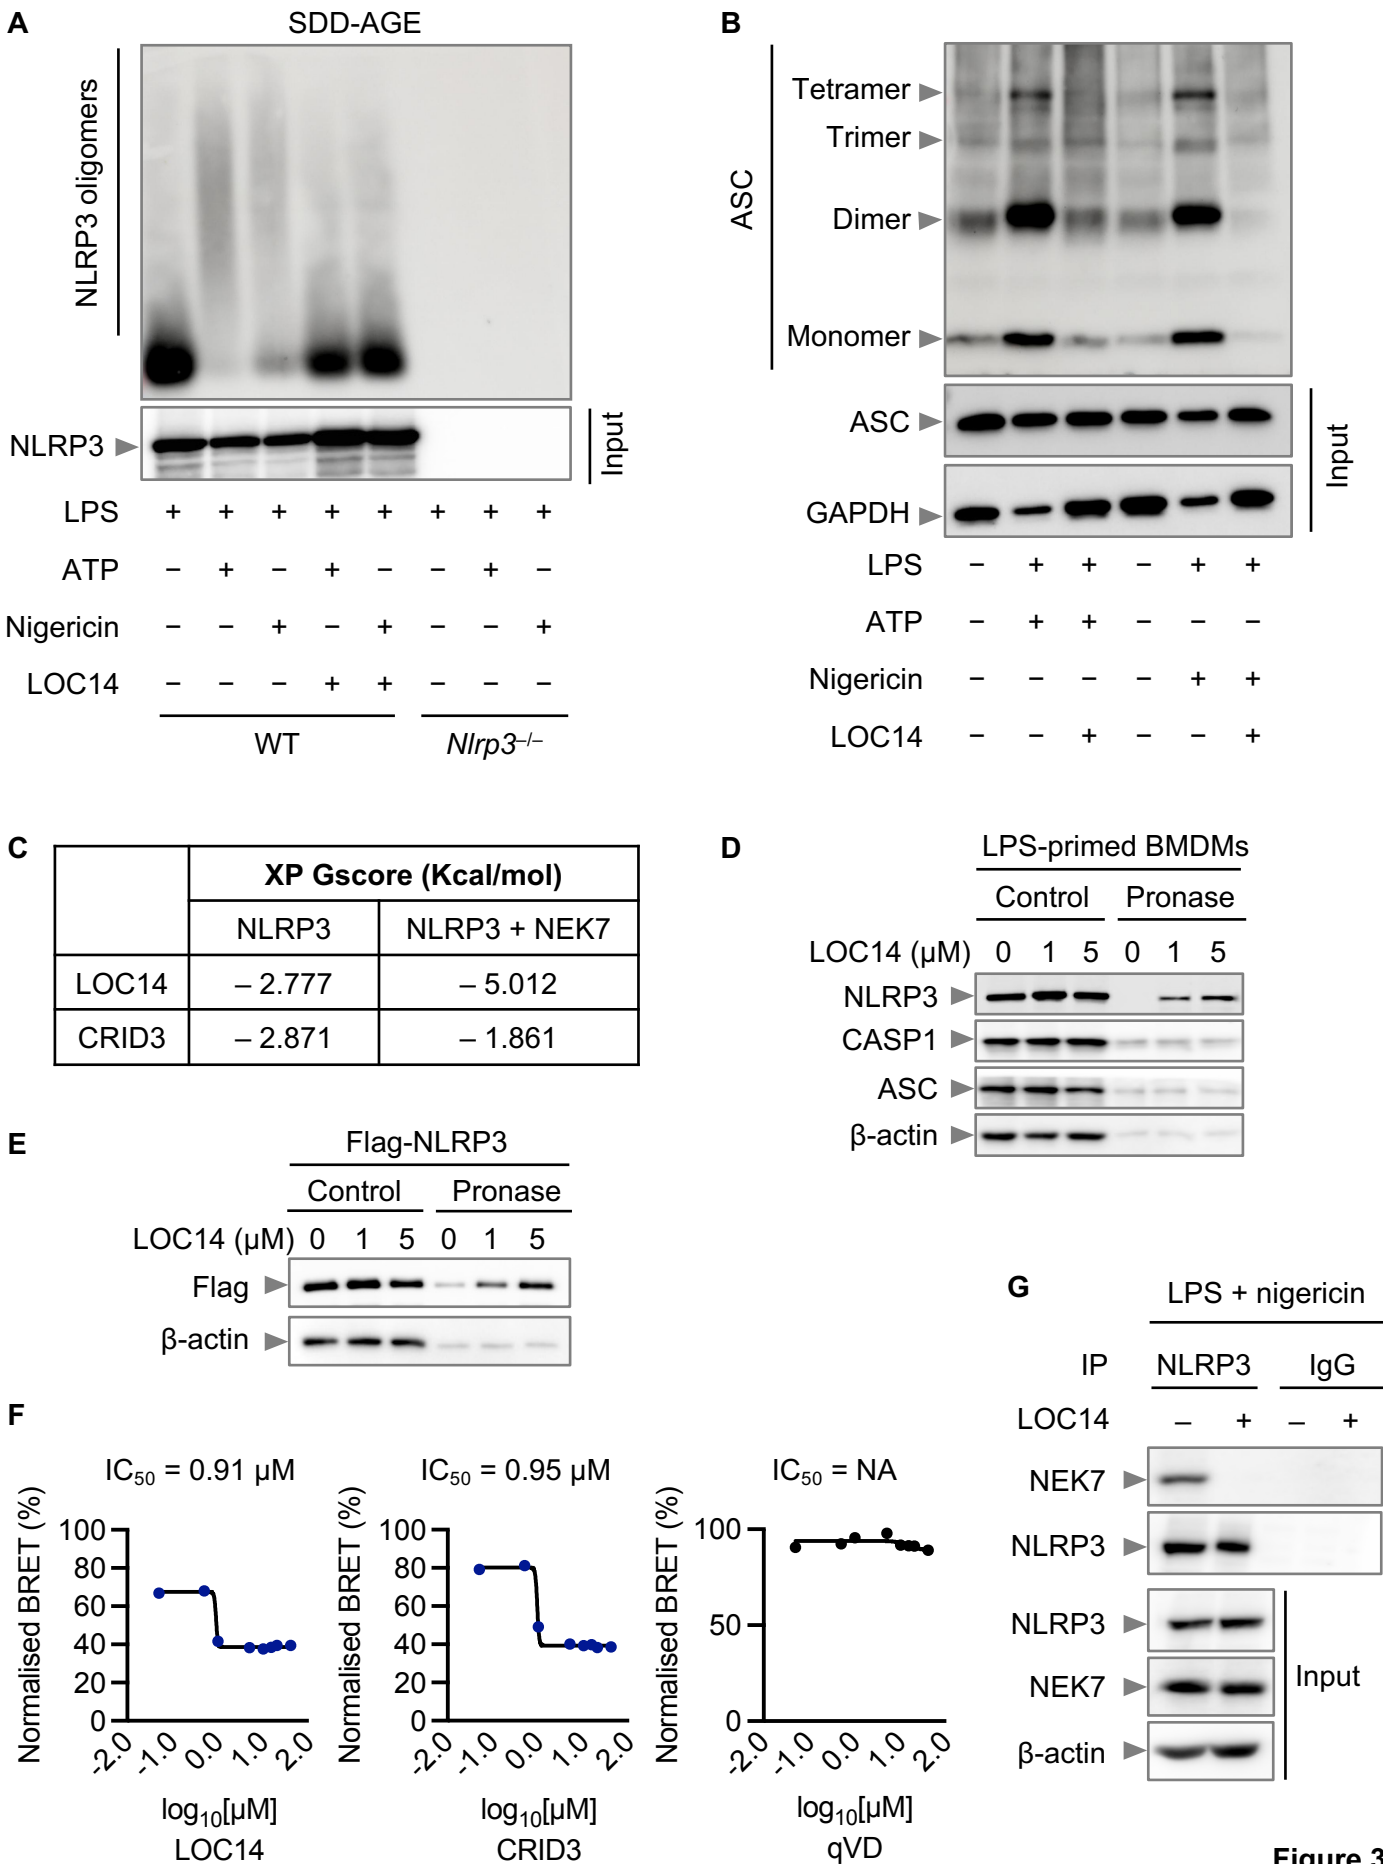 A
SDD-AGE
NLRP3 oligomers
NLRP3
Input
LPS + + + + + + + +
ATP – + – + – – + –
Nigericin – – + – + – – +
LOC14 – – – + + – – –
WT
Nlrp3–/–
B
ASC
Tetramer
Trimer
Dimer
Monomer
ASC
GAPDH
Input
LPS – + + – + +
ATP – + + – – –
Nigericin – – – – + +
LOC14 – – + – – +
C
XP Gscore (Kcal/mol)
NLRP3 NLRP3 + NEK7
LOC14 – 2.777 – 5.012
CRID3 – 2.871 – 1.861
D
LPS-primed BMDMs
Control Pronase
LOC14 (μM) 0 1 5 0 1 5
NLRP3
CASP1
ASC
β-actin
E
Flag-NLRP3
Control Pronase
LOC14 (μM) 0 1 5 0 1 5
Flag
β-actin
F
IC50 = 0.91 μM
Normalised BRET (%)
100
80
60
40
20
0
-2.0 -1.0 0.0 1.0 2.0
log10[μM]
LOC14
IC50 = 0.95 μM
Normalised BRET (%)
100
80
60
40
20
0
-2.0 -1.0 0.0 1.0 2.0
log10[μM]
CRID3
IC50 = NA
Normalised BRET (%)
100
50
0
-2.0 -1.0 0.0 1.0 2.0
log10[μM]
qVD
G
LPS + nigericin
IP NLRP3 IgG
LOC14 – + – +
NEK7
NLRP3
NLRP3
NEK7
β-actin
Input
Figure 3